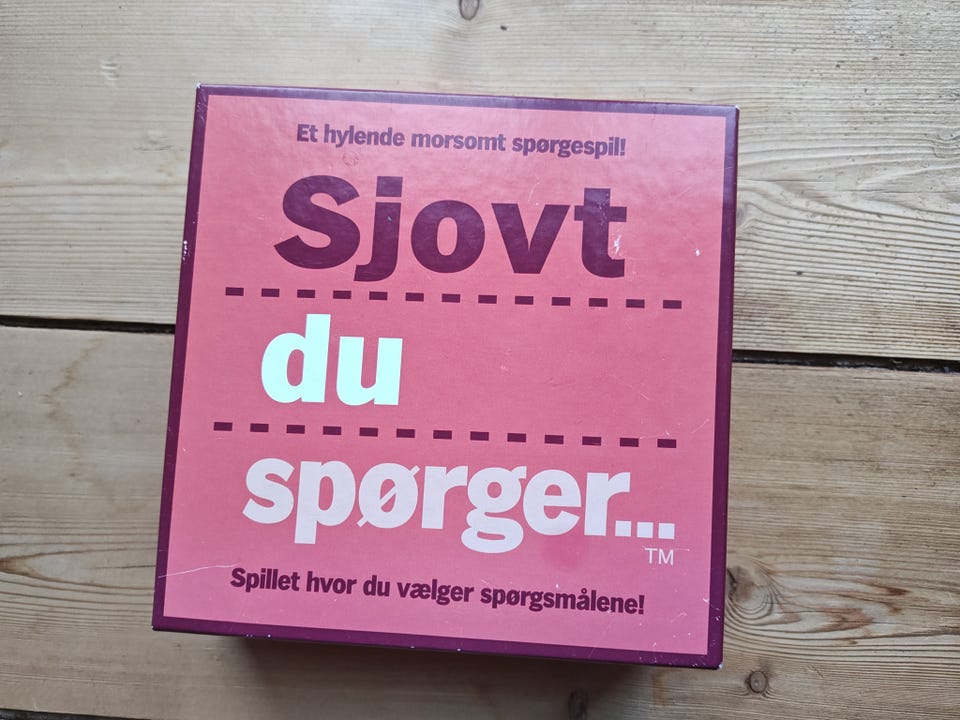 Et hylende morsomt spørgespil!
Sjovt
du
spørger...
TM
Spillet hvor du vælger spørgsmålene!